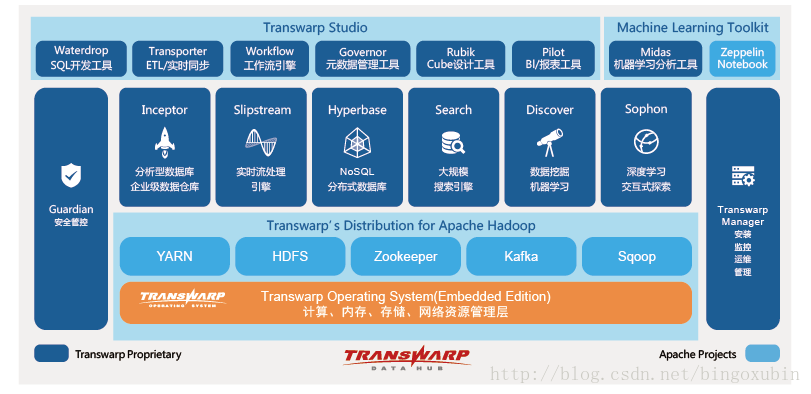 Transwarp Studio
Machine Learning Toolkit
Waterdrop
SQL开发工具
Transporter
ETL/实时同步
Workflow
工作流引擎
Governor
元数据管理工具
Rubik
Cube设计工具
Pilot
BI/报表工具
Midas
机器学习分析工具
Zeppelin
Notebook
Guardian
安全管控
Inceptor
分析型数据库
企业级数据仓库
Slipstream
实时流处理
引擎
Hyperbase
NoSQL
分布式数据库
Search
大规模
搜索引擎
Discover
数据挖掘
机器学习
Sophon
深度学习
交互式探索
Transwarp
Manager
安装
监控
运维
管理
Transwarp's Distribution for Apache Hadoop
YARN
HDFS
Zookeeper
Kafka
Sqoop
TRANSWARP
OPERATING SYSTEM
Transwarp Operating System(Embedded Edition)
计算、内存、存储、网络资源管理层
Transwarp Proprietary
TRANSWARP
DATA HUB
Apache Projects
http://blog.csdn.net/bingoxubin